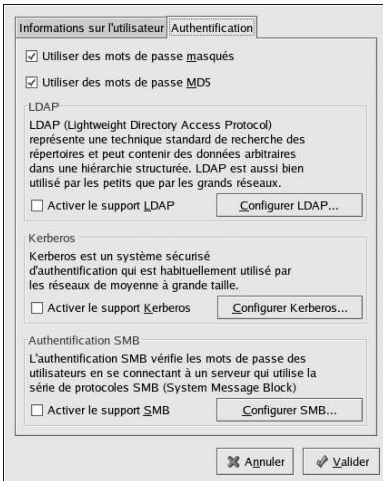 Informations sur l'utilisateur Authentification
Utiliser des mots de passe masqués
Utiliser des mots de passe MD5
LDAP
LDAP (Lightweight Directory Access Protocol)
représente une technique standard de recherche des
répertoires et peut contenir des données arbitraires
dans une hiérarchie structurée. LDAP est aussi bien
utilisé par les petits que par les grands réseaux.
Activer le support LDAP Configurer LDAP...
Kerberos
Kerberos est un système sécurisé
d'authentification qui est habituellement utilisé par
les réseaux de moyenne à grande taille.
Activer le support Kerberos Configurer Kerberos...
Authentification SMB
L'authentification SMB vérifie les mots de passe des
utilisateurs en se connectant à un serveur qui utilise la
série de protocoles SMB (System Message Block)
Activer le support SMB Configurer SMB...
Annuler Valider